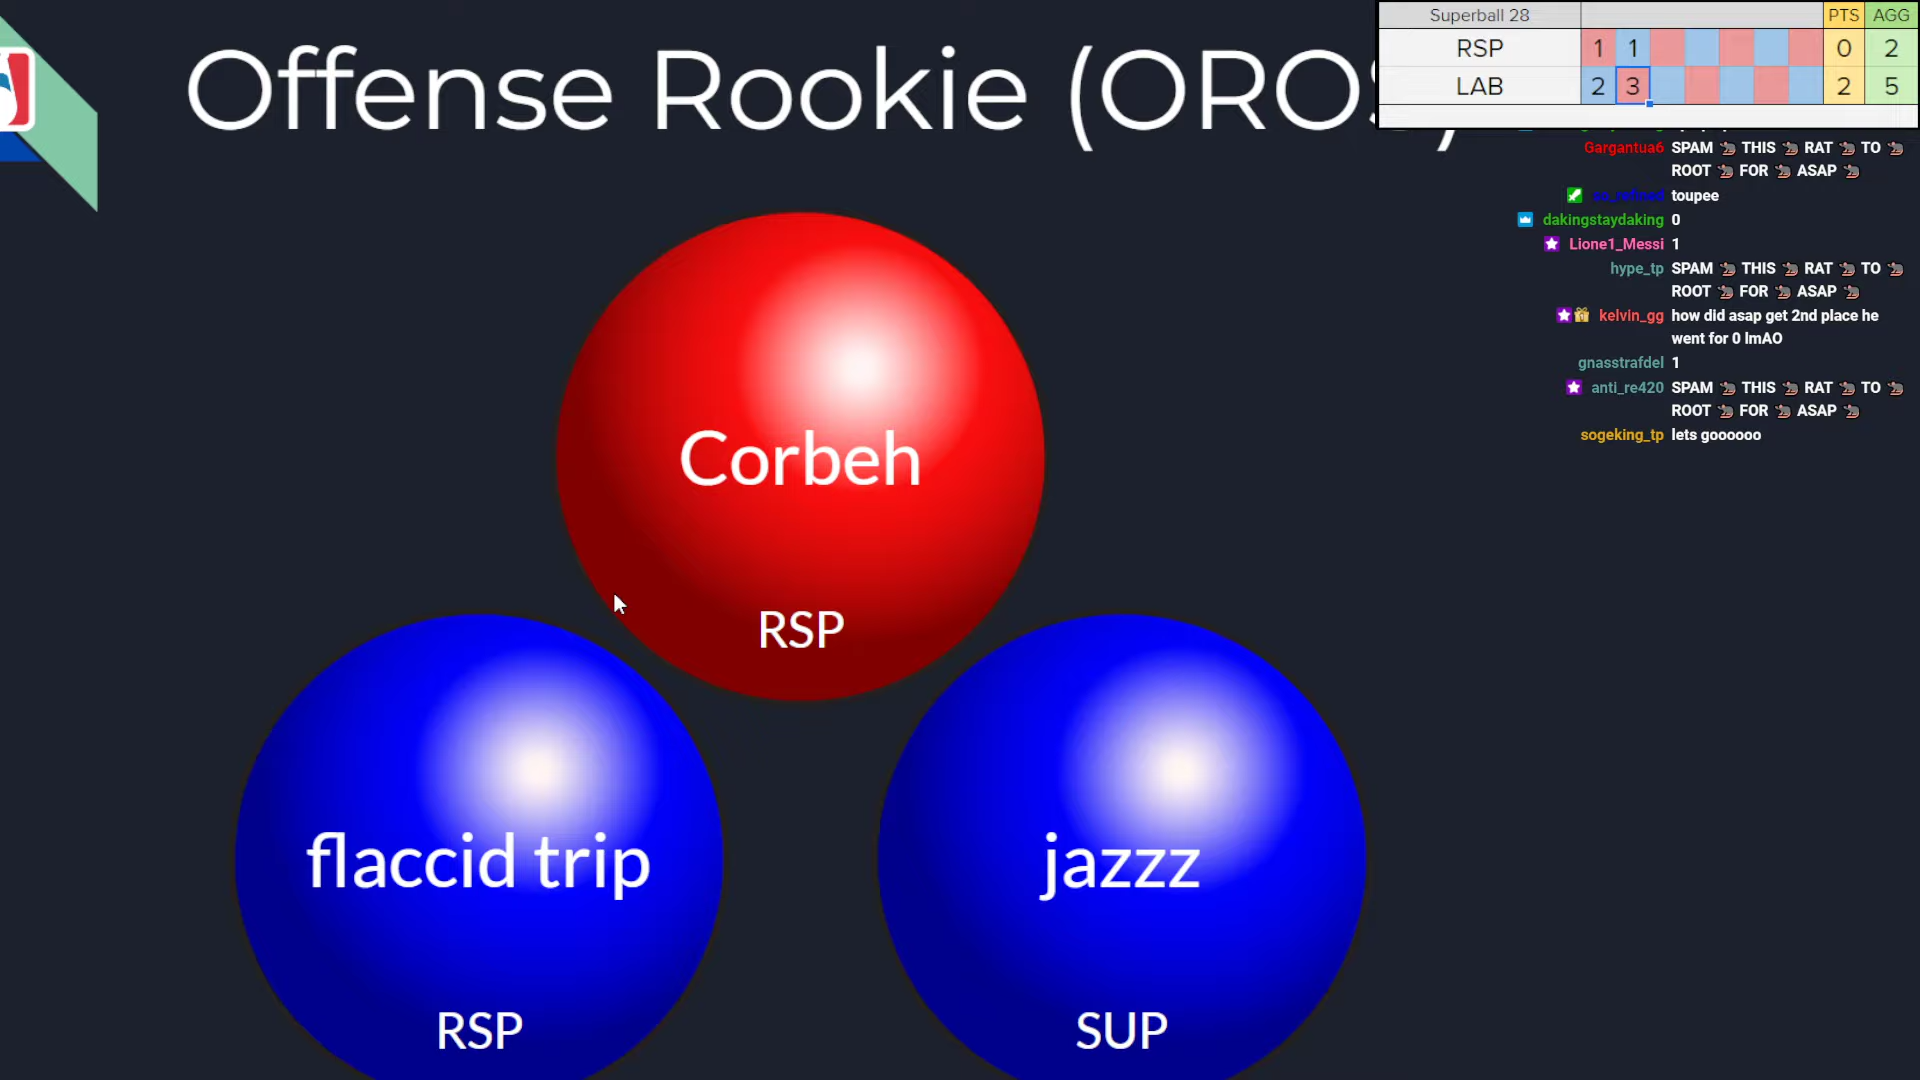 Offense Rookie (OROS
Superball 28 PTS AGG
RSP 1 1 0 2
LAB 2 3 2 5
Gargantua6 SPAM 🐀 THIS 🐀 RAT 🐀 TO 🐀
ROOT 🐀 FOR 🐀 ASAP 🐀
toupee
dakingstaydaking 0
Lione1_Messi 1
hype_tp SPAM 🐀 THIS 🐀 RAT 🐀 TO 🐀
ROOT 🐀 FOR 🐀 ASAP 🐀
kelvin_gg how did asap get 2nd place he
went for 0 lmAO
gnasstrafdel 1
anti_re420 SPAM 🐀 THIS 🐀 RAT 🐀 TO 🐀
ROOT 🐀 FOR 🐀 ASAP 🐀
sogeking_tp lets goooooo
Corbeh
RSP
flaccid trip
jazzz
RSP
SUP